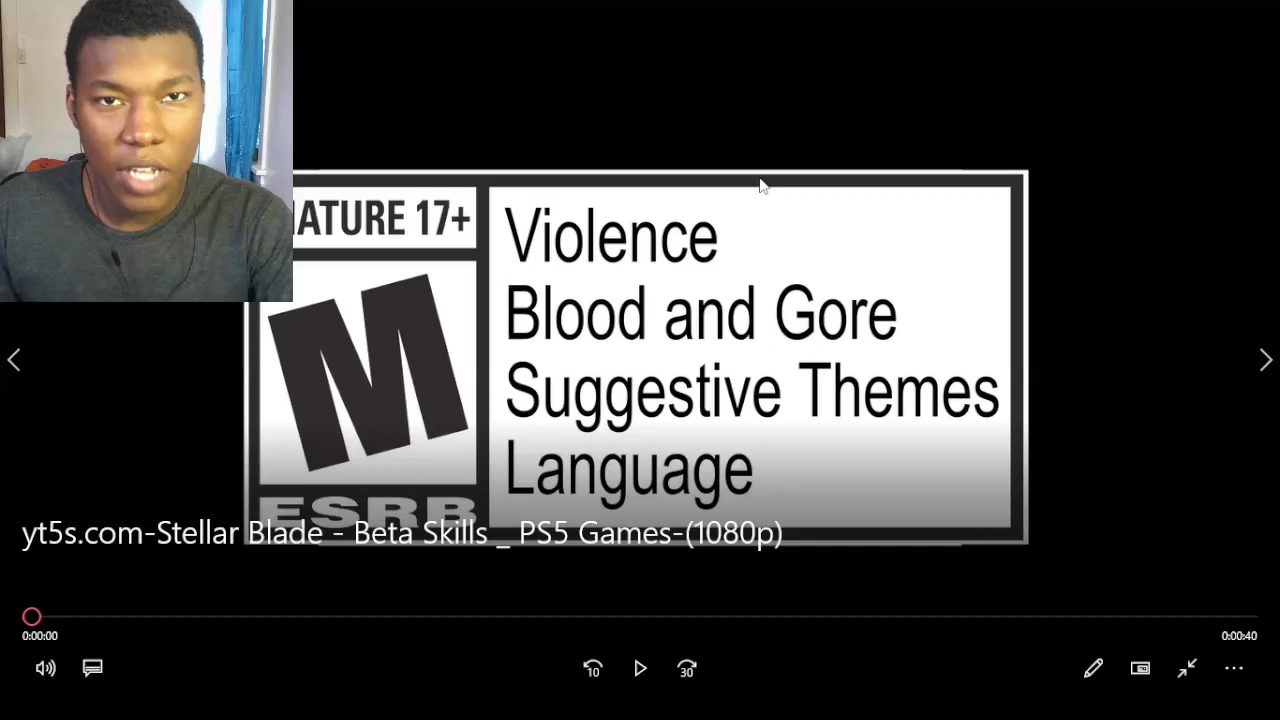 ATURE 17+
M
ESRB
Violence
Blood and Gore
Suggestive Themes
Language
yt5s.com-Stellar Blade - Beta Skills _ PS5 Games-(1080p)
0:00:00
0:00:40
10
30